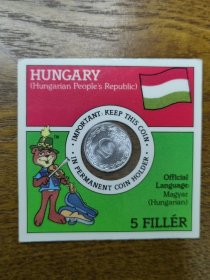 HUNGARY
(Hungarian People's Republic)
IMPORTANT: KEEP THIS COIN
IN PERMANENT COIN HOLDER
Official
Language:
Magyar
(Hungarian)
5 FILLÉR